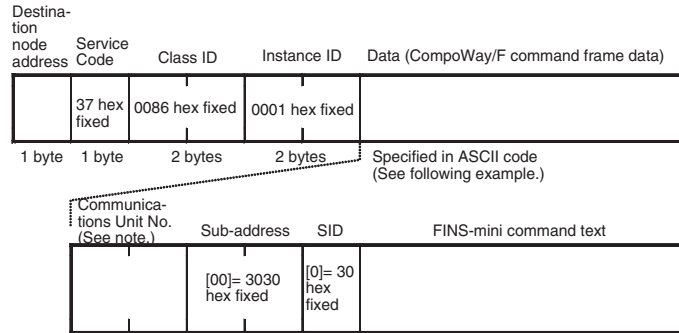 Destina-
tion
node
address
Service
Code
Class ID
Instance ID
Data (CompoWay/F command frame data)
37 hex
fixed
0086 hex fixed
0001 hex fixed
1 byte
1 byte
2 bytes
2 bytes
Specified in ASCII code
(See following example.)
Communica-
tions Unit No.
(See note.)
Sub-address
SID
FINS-mini command text
[00]= 3030
hex fixed
[0]= 30
hex
fixed